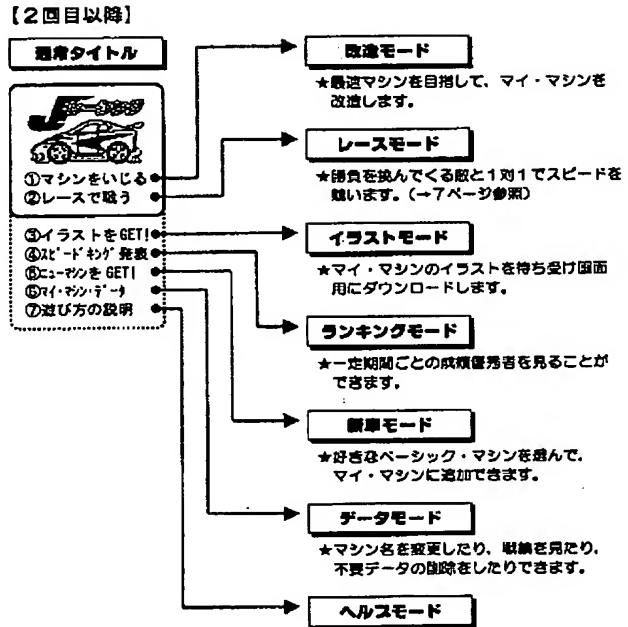 【2回目以降】
通常タイトル
①マシンをいじる
②レースで戦う
③イラストをGET!
④スピードキング発表
⑤ニューマシンをGET!
⑥マイ・マシン・データ
⑦遊び方の説明
改造モード
★最速マシンを目指して、マイ・マシンを
改造します。
レースモード
★勝負を挑んでくる敵と1対1でスピードを
競います。(→7ページ参照)
イラストモード
★マイ・マシンのイラストを待ち受け画面
用にダウンロードします。
ランキングモード
★一定期間ごとの成績優秀者を見ることが
できます。
新車モード
★好きなベーシック・マシンを選んで、
マイ・マシンに追加できます。
データモード
★マシン名を変更したり、戦績を見たり、
不要データの削除をしたりできます。
ヘルプモード